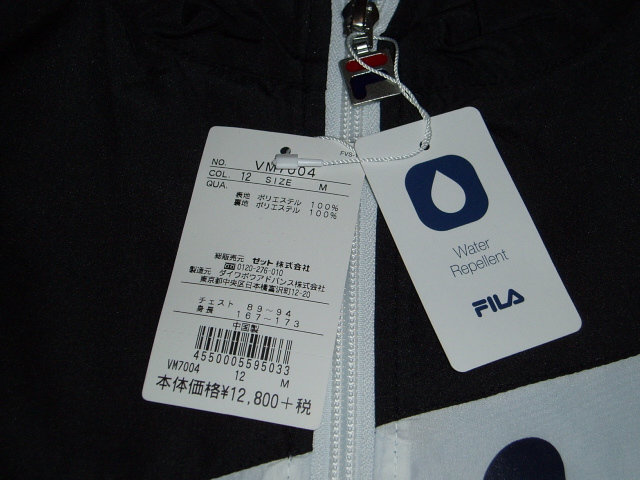 FVS-
NO. VM7004
COL. 12 SIZE M
QUA.
表地 ポリエステル 100%
裏地 ポリエステル 100%
総販売元 ゼット株式会社
0120-276-010
製造元 ダイワボウアドバンス株式会社
東京都中央区日本橋富沢町12-20
チェスト 89~94
身長 167~173
中国製
4550005595033
VM7004 12 M
本体価格¥12,800+税
Water
Repellent
FILA